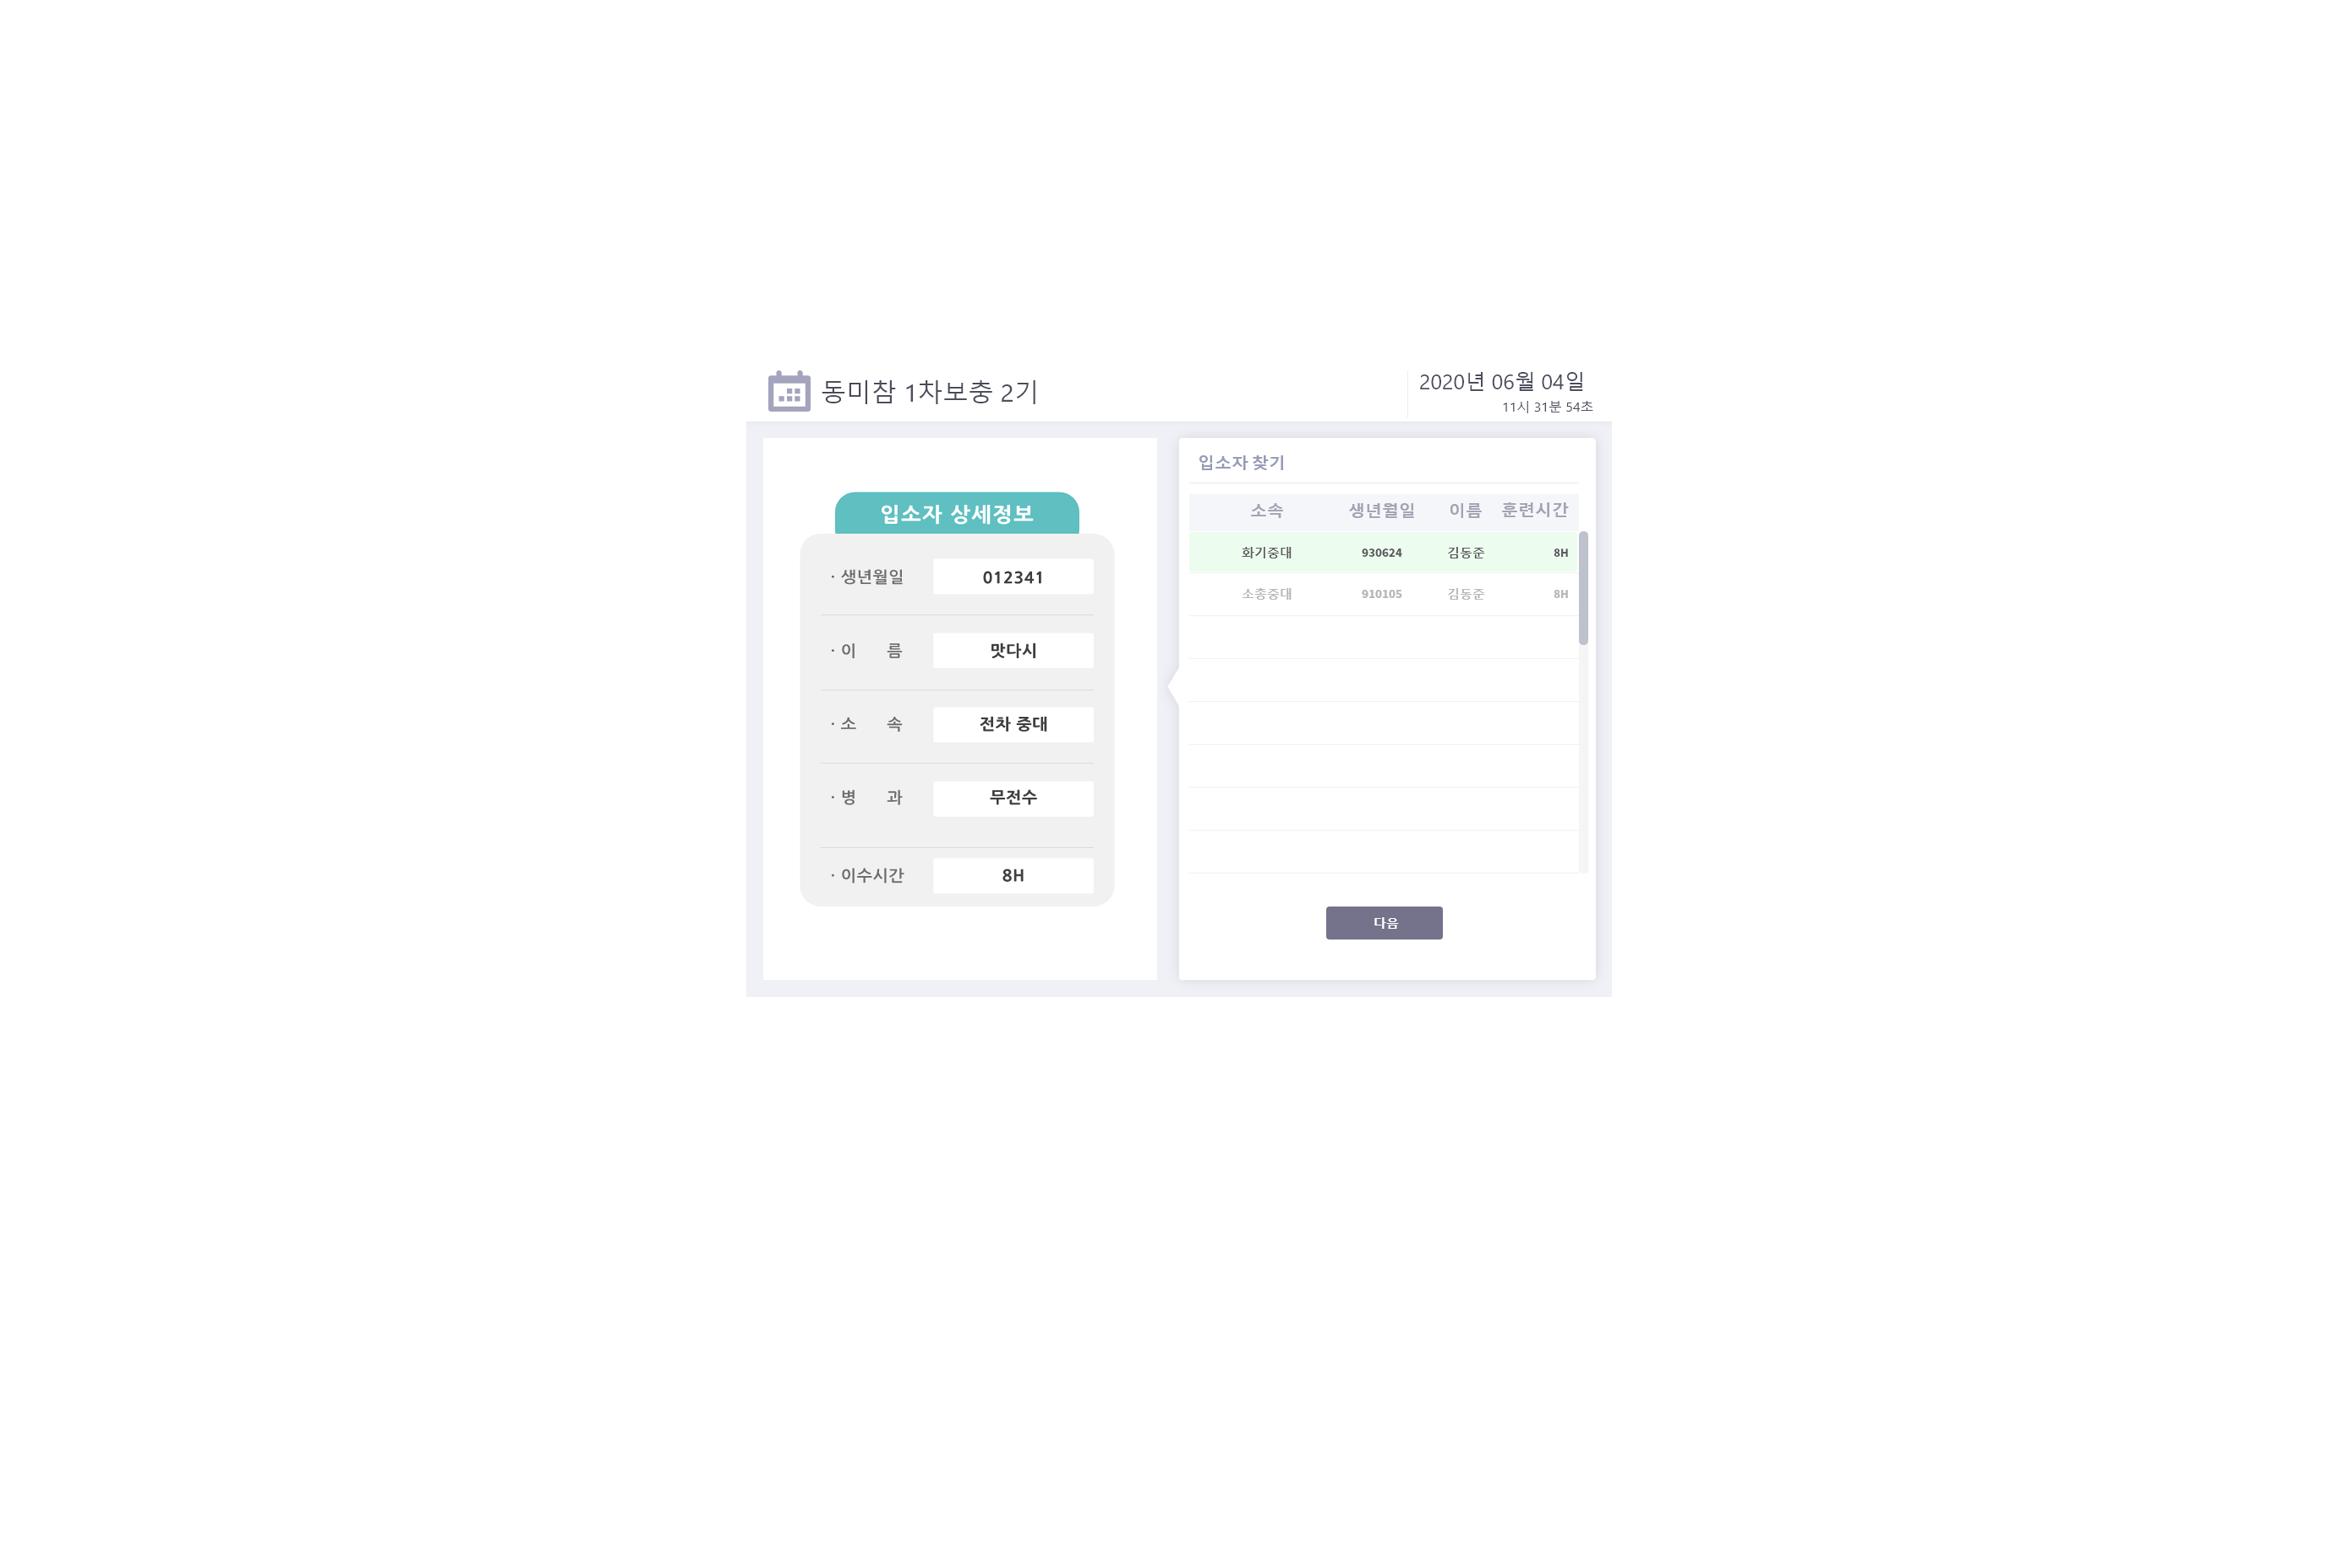 동미참 1차보충 2기
2020년 06월 04일
11시 31분 54초
입소자 상세정보
· 생년월일 012341
· 이 름 맛다시
· 소 속 전차 중대
· 병 과 무전수
· 이수시간 8H
입소자 찾기
소속 생년월일 이름 훈련시간
화기중대 930624 김동준 8H
소총중대 910105 김동준 8H
다음